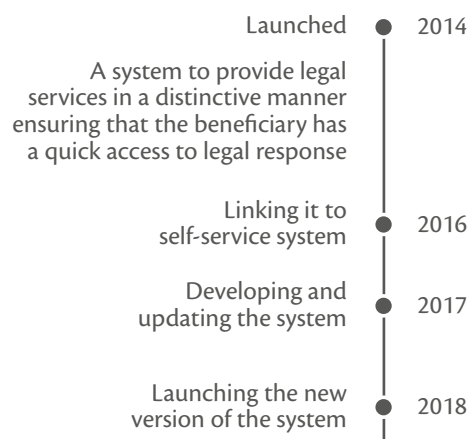 Launched
2014
A system to provide legal
services in a distinctive manner
ensuring that the beneficiary has
a quick access to legal response
Linking it to
self-service system
2016
Developing and
updating the system
2017
Launching the new
version of the system
2018